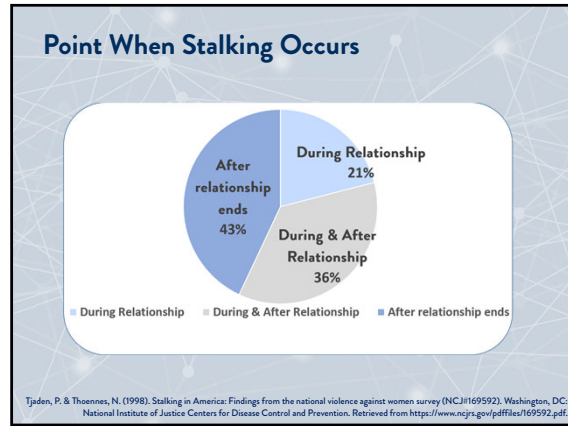 Point When Stalking Occurs
During Relationship
21%
After
relationship
ends
43%
During & After
Relationship
36%
During Relationship
During & After Relationship
After relationship ends
Tjaden, P. & Thoennes, N. (1998). Stalking in America: Findings from the national violence against women survey (NCJ#169592). Washington, DC:
National Institute of Justice Centers for Disease Control and Prevention. Retrieved from https://www.ncjrs.gov/pdffiles/169592.pdf.